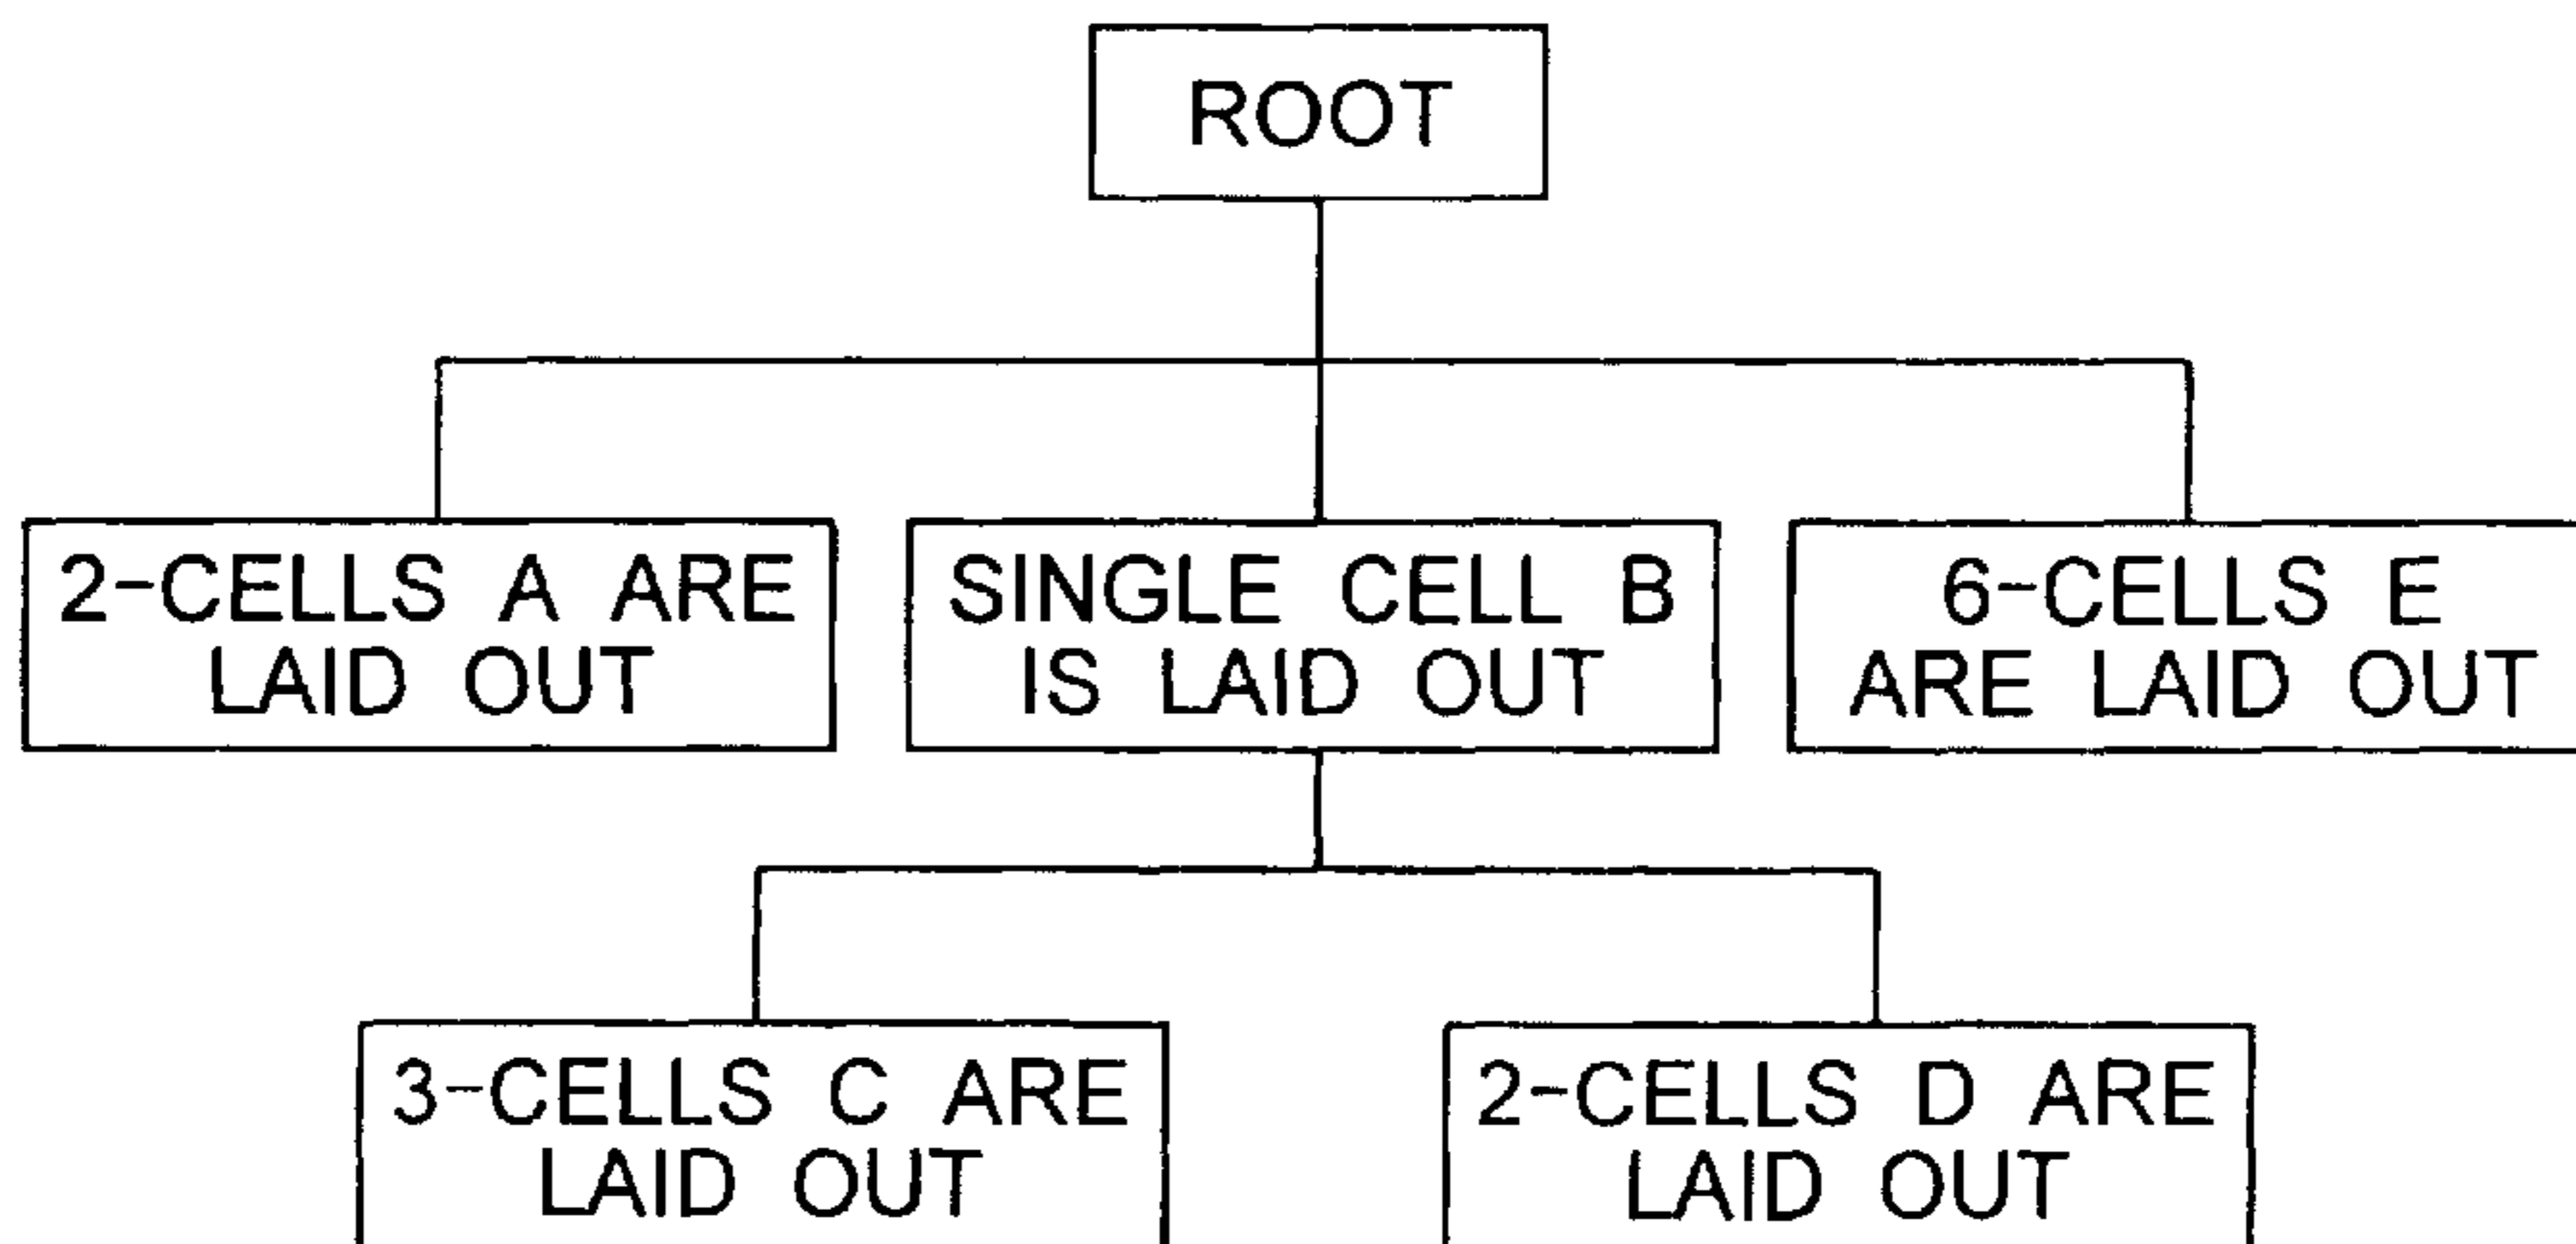 ROOT
2-CELLS A ARE
LAID OUT
SINGLE CELL B
IS LAID OUT
6-CELLS E
ARE LAID OUT
3-CELLS C ARE
LAID OUT
2-CELLS D ARE
LAID OUT